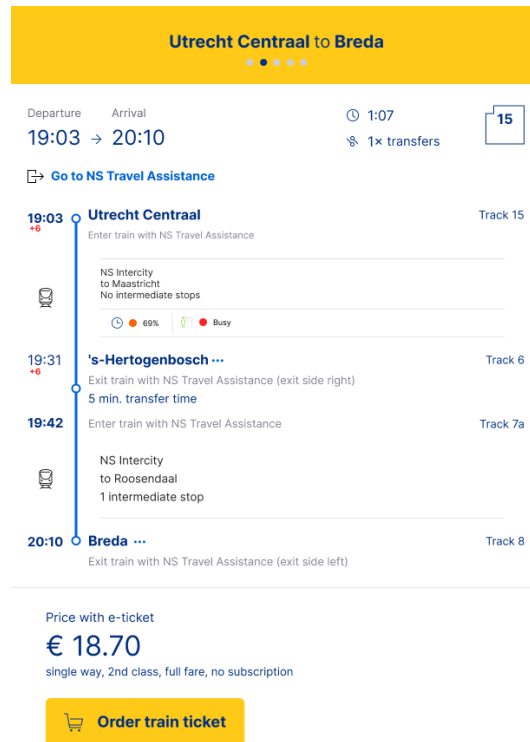 Utrecht Centraal to Breda
Departure Arrival
19:03 → 20:10
1:07
1× transfers
15
Go to NS Travel Assistance
19:03 Utrecht Centraal Track 15
+6
Enter train with NS Travel Assistance
NS Intercity
to Maastricht
No intermediate stops
69% Busy
19:31 's-Hertogenbosch ••• Track 6
+6
Exit train with NS Travel Assistance (exit side right)
5 min. transfer time
19:42 Enter train with NS Travel Assistance Track 7a
NS Intercity
to Roosendaal
1 intermediate stop
20:10 Breda ••• Track 8
Exit train with NS Travel Assistance (exit side left)
Price with e-ticket
€ 18.70
single way, 2nd class, full fare, no subscription
Order train ticket